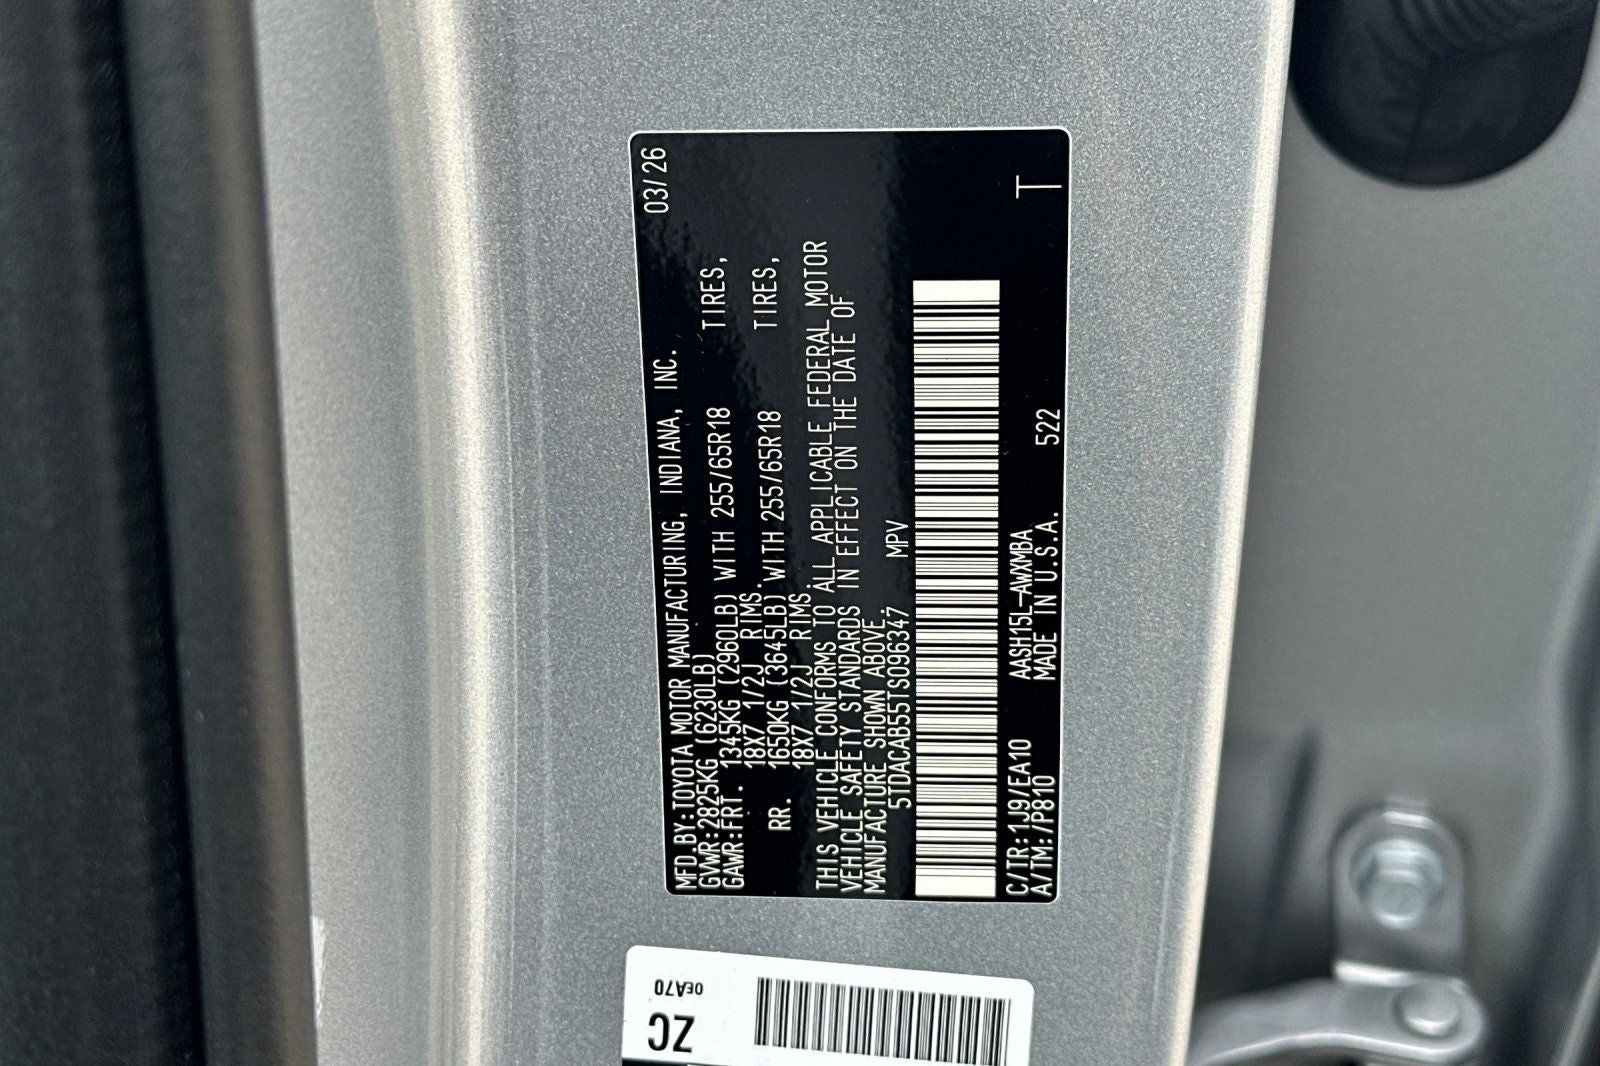 MFD.BY:TOYOTA MOTOR MANUFACTURING, INDIANA, INC. 03/26
GVWR:2825KG (6230LB)
GAWR:FRT. 1345KG (2960LB) WITH 255/65R18 TIRES,
18X7 1/2J RIMS.
RR. 1650KG (3645LB) WITH 255/65R18 TIRES,
18X7 1/2J RIMS.
THIS VEHICLE CONFORMS TO ALL APPLICABLE FEDERAL MOTOR
VEHICLE SAFETY STANDARDS IN EFFECT ON THE DATE OF
MANUFACTURE SHOWN ABOVE.
5TDACAB55TS096347 MPV
C/TR:1J9/EA10 AASH15L-AWXMBA
A/TM:/P810 MADE IN U.S.A. 522
T
0EA70
ZC